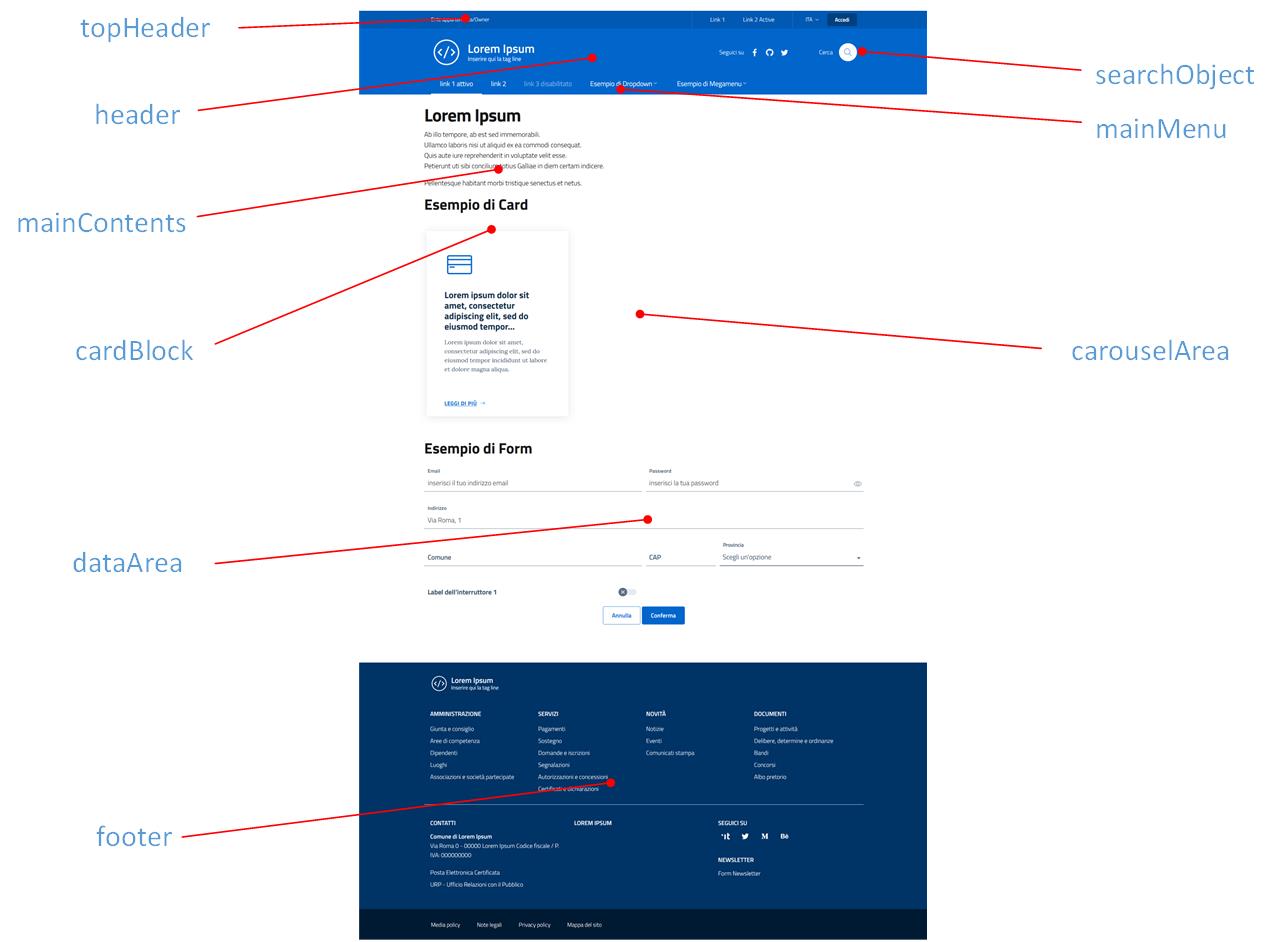 topHeader
header
mainContents
cardBlock
dataArea
footer
searchObject
mainMenu
carouselArea
Link 1
Link 2 Active
ITA
Accedi
Lorem Ipsum
Inserire qui la tag line
Seguici su
Cerca
link 1 attivo
link 2
link 3 disabilitato
Esempio di Dropdown
Esempio di Megamenu
Lorem Ipsum
Ab illo tempore, ab est sed immemorabili.
Ullamco laboris nisi ut aliquid ex ea commodi consequat.
Quis aute iure reprehenderit in voluptate velit esse.
Petierunt uti sibi concilium totius Galliae in diem certam indicere.
Pellentesque habitant morbi tristique senectus et netus.
Esempio di Card
Lorem ipsum dolor sit
amet, consectetur
adipiscing elit, sed do
eiusmod tempor...
Lorem ipsum dolor sit amet,
consectetur adipiscing elit, sed do
eiusmod tempor incididunt ut labore
et dolore magna aliqua.
LEGGI DI PIÙ →
Esempio di Form
Email
inserisci il tuo indirizzo email
Password
inserisci la tua password
Indirizzo
Via Roma, 1
Comune
CAP
Provincia
Scegli un'opzione
Label dell'interruttore 1
Annulla
Conferma
Lorem Ipsum
Inserire qui la tag line
AMMINISTRAZIONE
Giunta e consiglio
Aree di competenza
Dipendenti
Luoghi
Associazioni e società partecipate
SERVIZI
Pagamenti
Sostegno
Domande e iscrizioni
Segnalazioni
Autorizzazioni e concessioni
Certificati e dichiarazioni
NOVITÀ
Notizie
Eventi
Comunicati stampa
DOCUMENTI
Progetti e attività
Delibere, determine e ordinanze
Bandi
Concorsi
Albo pretorio
CONTATTI
Comune di Lorem Ipsum
Via Roma 0 - 00000 Lorem Ipsum Codice fiscale / P.
IVA: 000000000
Posta Elettronica Certificata
URP - Ufficio Relazioni con il Pubblico
LOREM IPSUM
SEGUICI SU
NEWSLETTER
Form Newsletter
Media policy
Note legali
Privacy policy
Mappa del sito